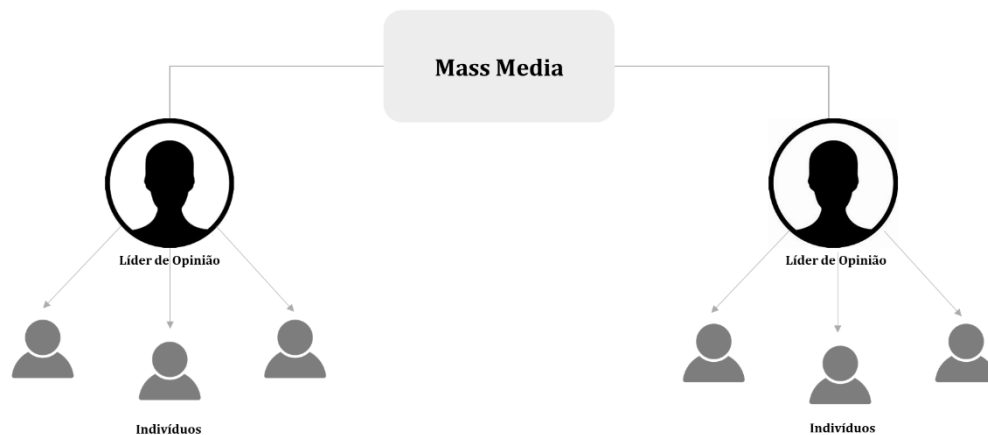 Mass Media
Líder de Opinião
Líder de Opinião
Indivíduos
Indivíduos